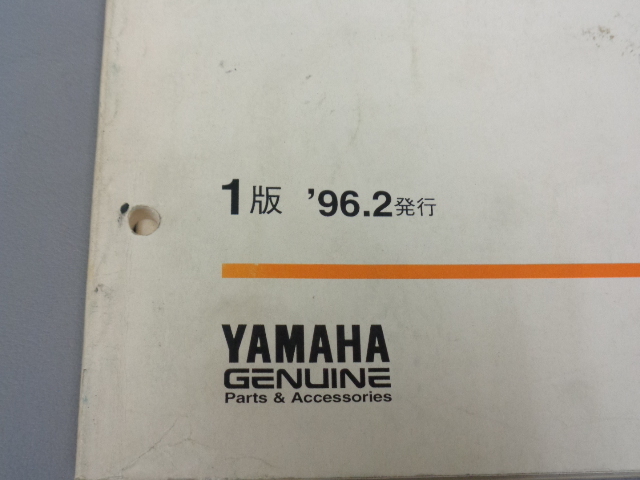 1版 ’96.2発行
YAMAHA
GENUINE
Parts & Accessories